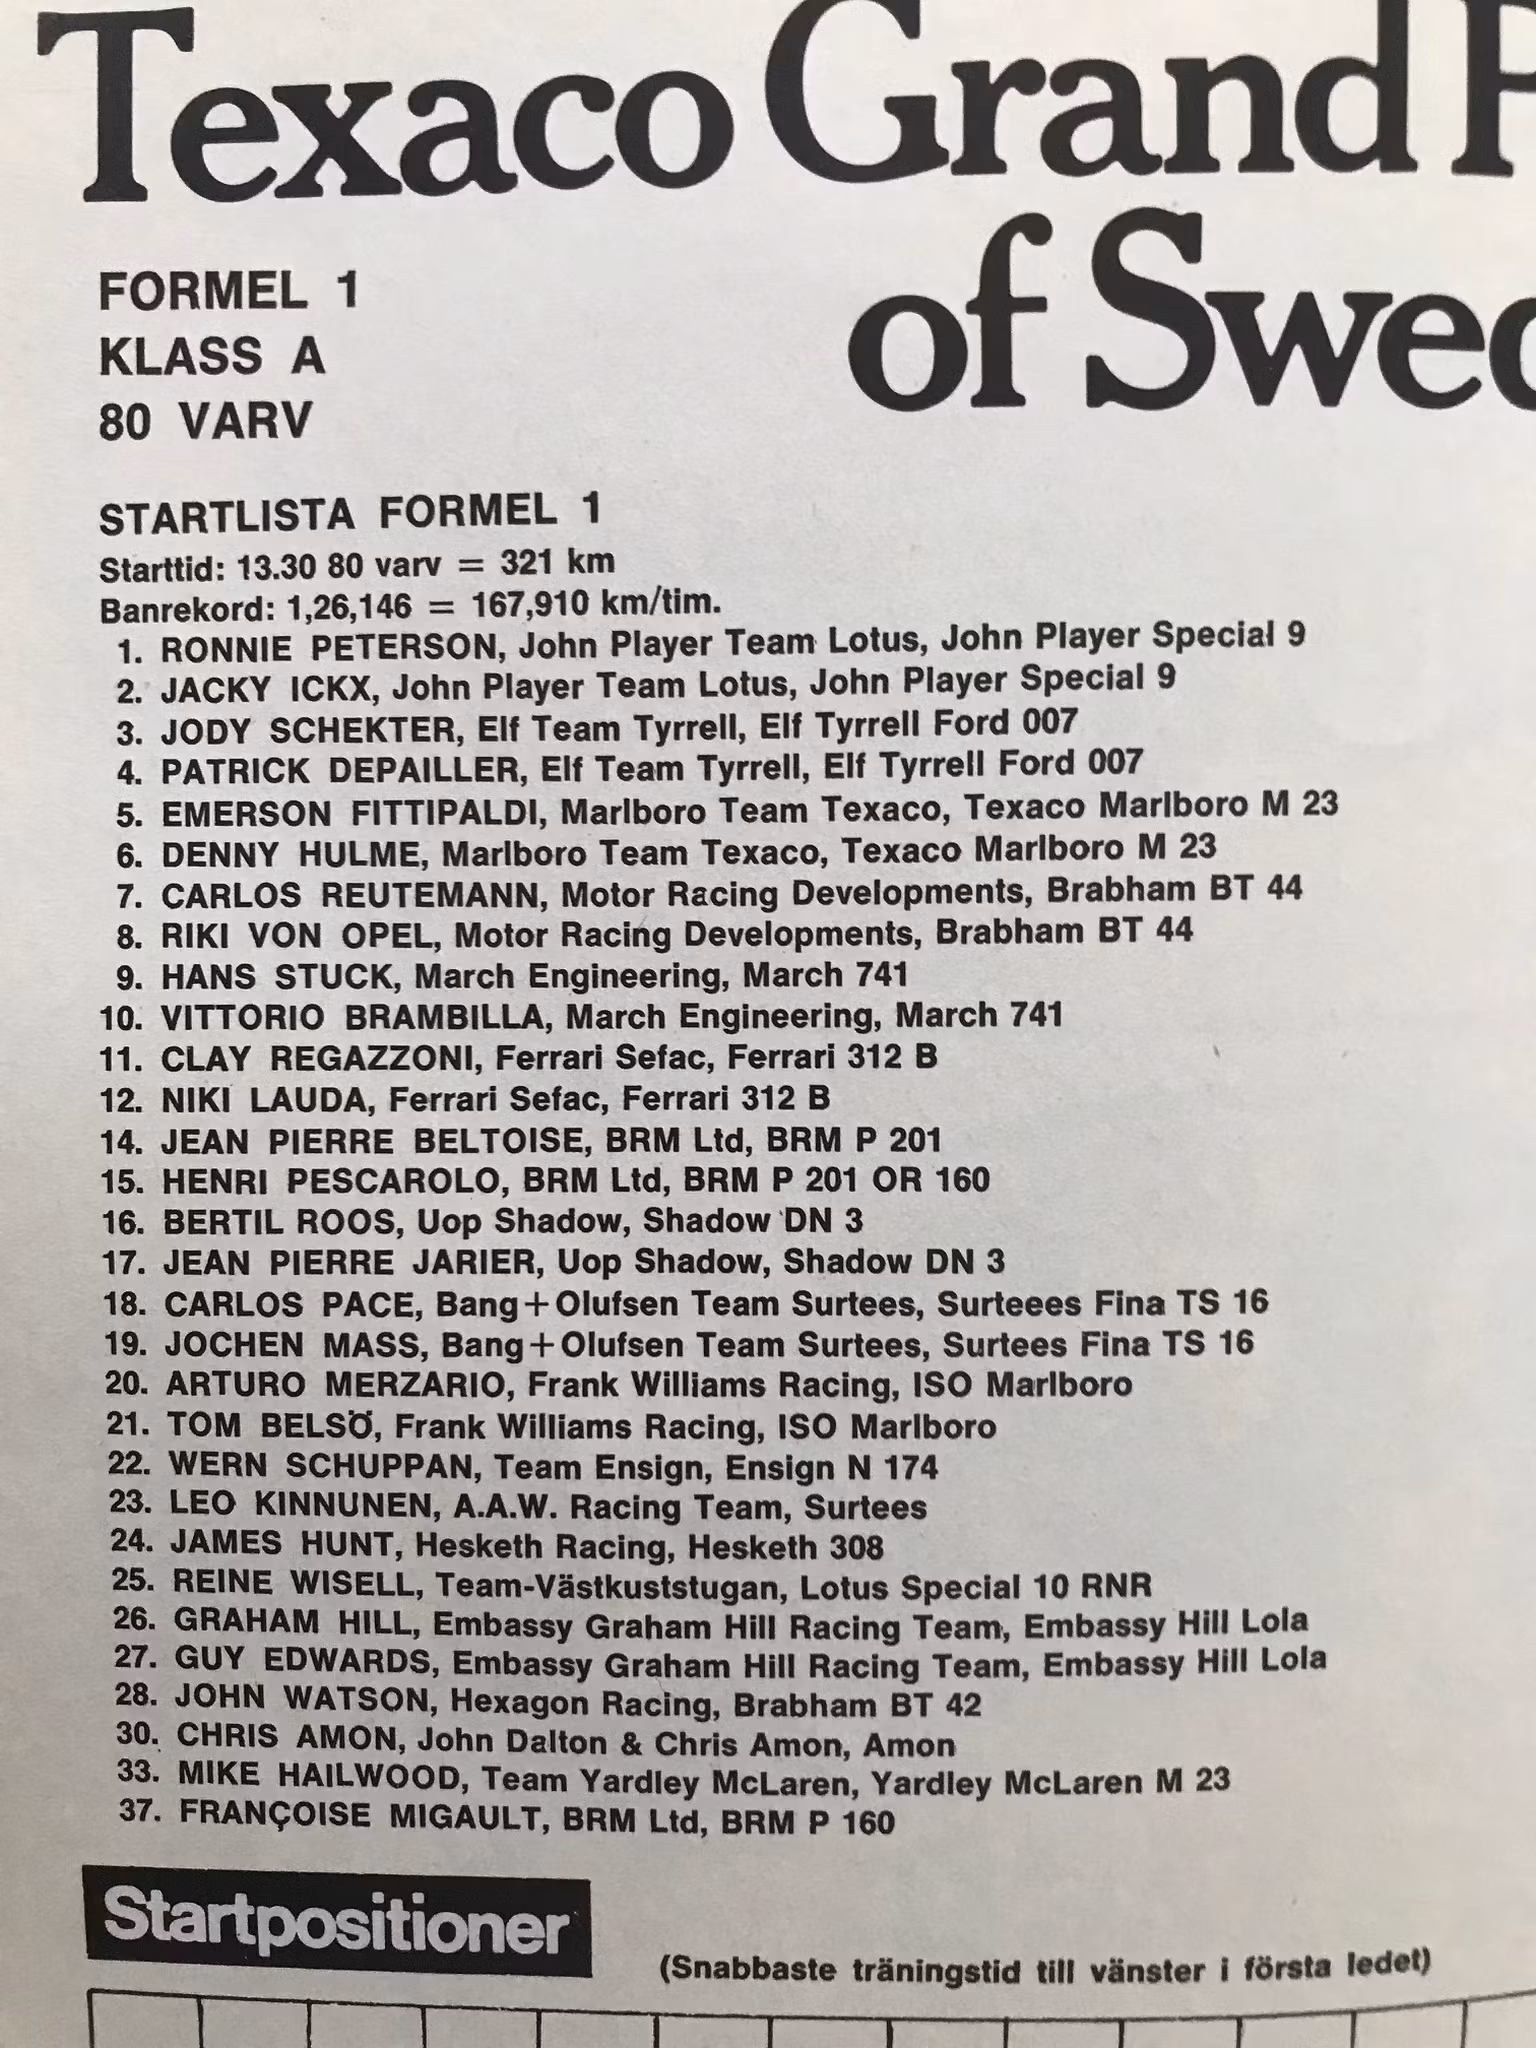 Texaco Grand
of
FORMEL 1
KLASS A
80 VARV
STARTLISTA FORMEL 1
Starttid: 13.30 80 varv = 321 km
Banrekord: 1,26,146 = 167,910 km/tim.
1. RONNIE PETERSON, John Player Team Lotus, John Player Special 9
2. JACKY ICKX, John Player Team Lotus, John Player Special 9
3. JODY SCHEKTER, Elf Team Tyrrell, Elf Tyrrell Ford 007
4. PATRICK DEPAILLER, Elf Team Tyrrell, Elf Tyrrell Ford 007
5. EMERSON FITTIPALDI, Marlboro Team Texaco, Texaco Marlboro M 23
6. DENNY HULME, Marlboro Team Texaco, Texaco Marlboro M 23
7. CARLOS REUTEMANN, Motor Racing Developments, Brabham BT 44
8. RIKI VON OPEL, Motor Racing Developments, Brabham BT 44
9. HANS STUCK, March Engineering, March 741
10. VITTORIO BRAMBILLA, March Engineering, March 741
11. CLAY REGAZZONI, Ferrari Sefac, Ferrari 312 B
12. NIKI LAUDA, Ferrari Sefac, Ferrari 312 B
14. JEAN PIERRE BELTOISE, BRM Ltd, BRM P 201
15. HENRI PESCAROLO, BRM Ltd, BRM P 201 OR 160
16. BERTIL ROOS, Uop Shadow, Shadow DN 3
17. JEAN PIERRE JARIER, Uop Shadow, Shadow DN 3
18. CARLOS PACE, Bang+Olufsen Team Surtees, Surteees Fina TS 16
19. JOCHEN MASS, Bang+Olufsen Team Surtees, Surtees Fina TS 16
20. ARTURO MERZARIO, Frank Williams Racing, ISO Marlboro
21. TOM BELSÖ, Frank Williams Racing, ISO Marlboro
22. WERN SCHUPPAN, Team Ensign, Ensign N 174
23. LEO KINNUNEN, A.A.W. Racing Team, Surtees
24. JAMES HUNT, Hesketh Racing, Hesketh 308
25. REINE WISELL, Team-Västkuststugan, Lotus Special 10 RNR
26. GRAHAM HILL, Embassy Graham Hill Racing Team, Embassy Hill Lola
27. GUY EDWARDS, Embassy Graham Hill Racing Team, Embassy Hill Lola
28. JOHN WATSON, Hexagon Racing, Brabham BT 42
30. CHRIS AMON, John Dalton & Chris Amon, Amon
33. MIKE HAILWOOD, Team Yardley McLaren, Yardley McLaren M 23
37. FRANÇOISE MIGAULT, BRM Ltd, BRM P 160
Startpositioner
(Snabbaste träningstid till vänster i första ledet)